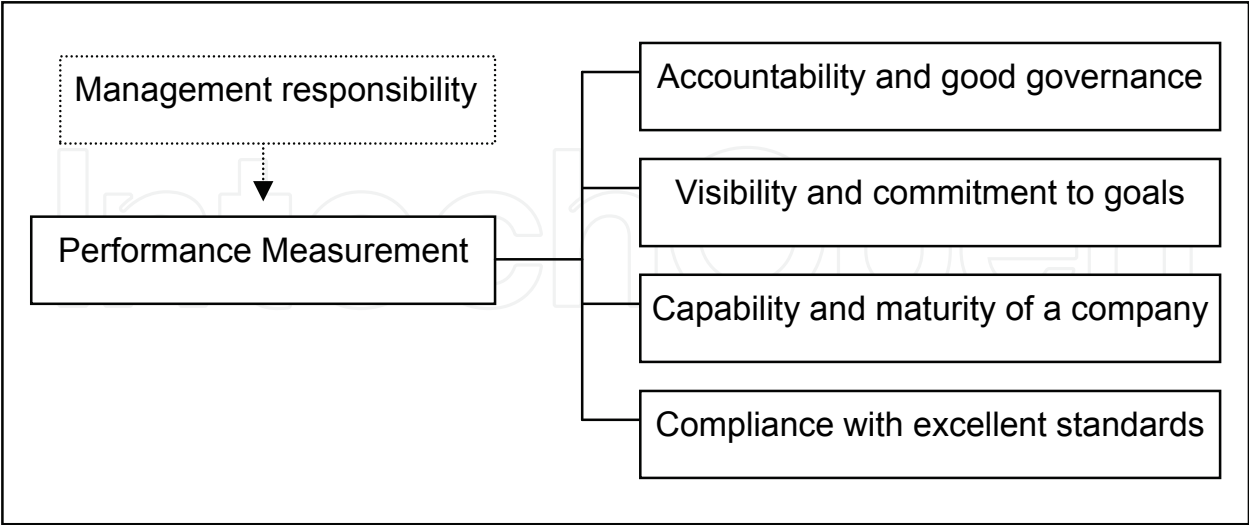 Management responsibility
Performance Measurement
Accountability and good governance
Visibility and commitment to goals
Capability and maturity of a company
Compliance with excellent standards
IntechOpen